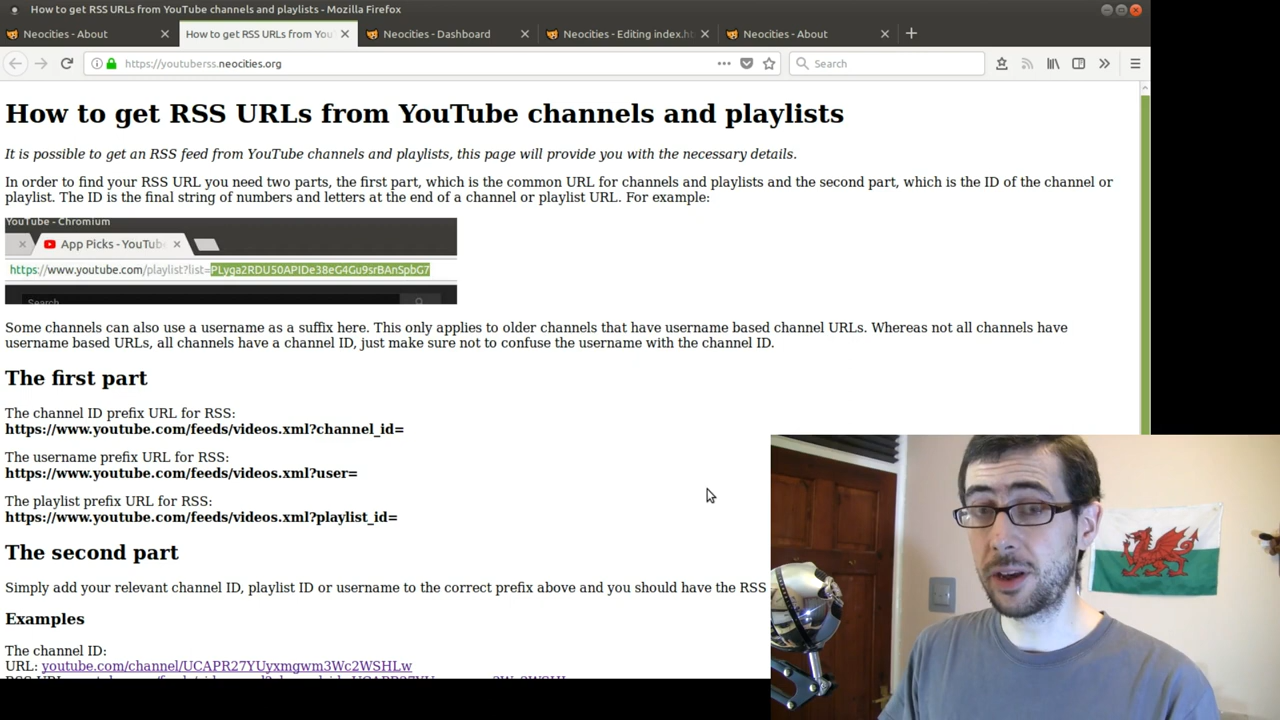 How to get RSS URLs from YouTube channels and playlists - Mozilla Firefox
Neocities - About
How to get RSS URLs from You
Neocities - Dashboard
Neocities - Editing index.ht
Neocities - About
https://youtuberss.neocities.org
Search
How to get RSS URLs from YouTube channels and playlists
It is possible to get an RSS feed from YouTube channels and playlists, this page will provide you with the necessary details.
In order to find your RSS URL you need two parts, the first part, which is the common URL for channels and playlists and the second part, which is the ID of the channel or
playlist. The ID is the final string of numbers and letters at the end of a channel or playlist URL. For example:
YouTube - Chromium
App Picks - YouTub
https://www.youtube.com/playlist?list=PLyga2RDU50APIDe38eG4Gu9srBAnSpbG7
Search
Some channels can also use a username as a suffix here. This only applies to older channels that have username based channel URLs. Whereas not all channels have
username based URLs, all channels have a channel ID, just make sure not to confuse the username with the channel ID.
The first part
The channel ID prefix URL for RSS:
https://www.youtube.com/feeds/videos.xml?channel_id=
The username prefix URL for RSS:
https://www.youtube.com/feeds/videos.xml?user=
The playlist prefix URL for RSS:
https://www.youtube.com/feeds/videos.xml?playlist_id=
The second part
Simply add your relevant channel ID, playlist ID or username to the correct prefix above and you should have the RSS
Examples
The channel ID:
URL: youtube.com/channel/UCAPR27YUyxmgwm3Wc2WSHLw